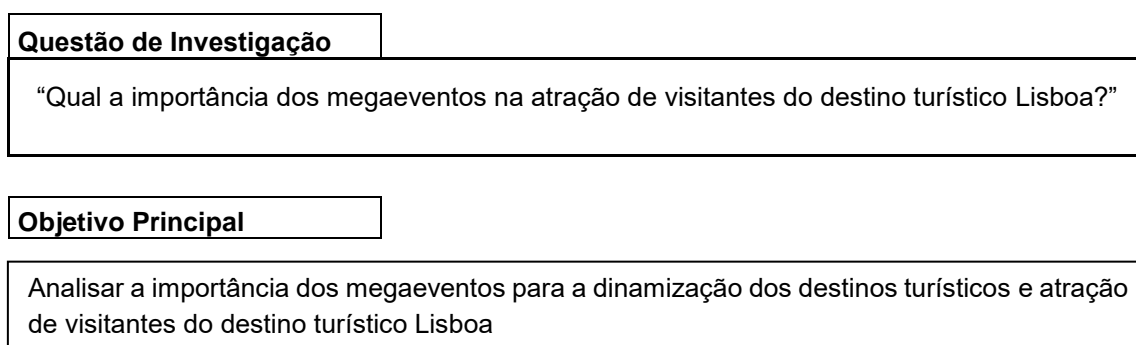 Questão de Investigação
“Qual a importância dos megaeventos na atração de visitantes do destino turístico Lisboa?”
Objetivo Principal
Analisar a importância dos megaeventos para a dinamização dos destinos turísticos e atração
de visitantes do destino turístico Lisboa